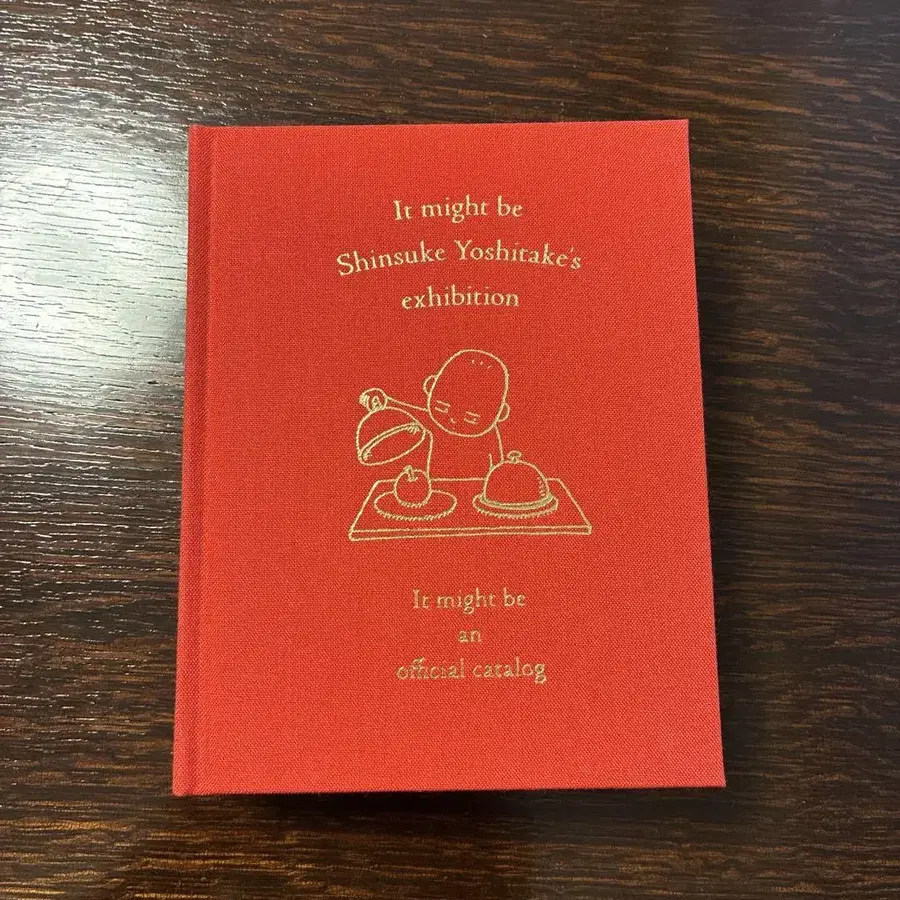 It might be
Shinsuke Yoshitake's
exhibition
It might be
an
official catalog